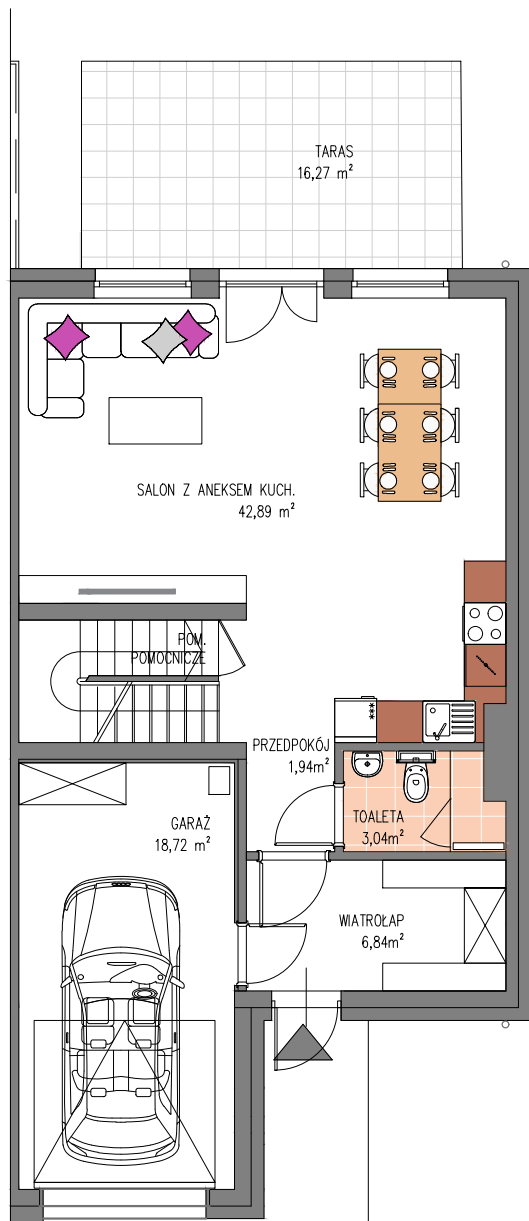 TARAS
16,27 m²
SALON Z ANEKSEM KUCH.
42,89 m²
POM.
POMOCNICZE
PRZEDPOKÓJ
1,94m²
GARAŻ
18,72 m²
TOALETA
3,04m²
WIATROŁAP
6,84m²